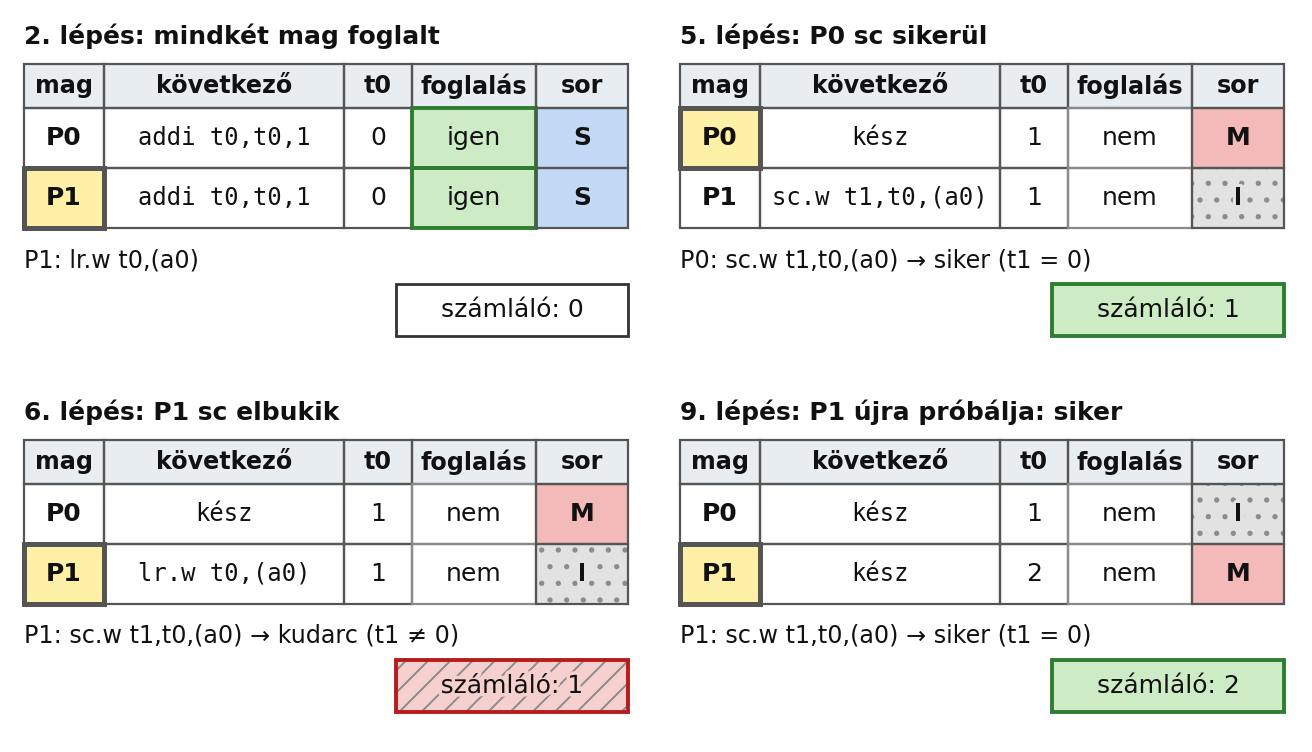 2. lépés: mindkét mag foglalt
mag következő t0 foglalás sor
P0 addi t0,t0,1 0 igen S
P1 addi t0,t0,1 0 igen S
P1: lr.w t0,(a0)
számláló: 0
5. lépés: P0 sc sikerül
mag következő t0 foglalás sor
P0 kész 1 nem M
P1 sc.w t1,t0,(a0) 1 nem I
P0: sc.w t1,t0,(a0) → siker (t1 = 0)
számláló: 1
6. lépés: P1 sc elbukik
mag következő t0 foglalás sor
P0 kész 1 nem M
P1 lr.w t0,(a0) 1 nem I
P1: sc.w t1,t0,(a0) → kudarc (t1 ≠ 0)
számláló: 1
9. lépés: P1 újra próbálja: siker
mag következő t0 foglalás sor
P0 kész 1 nem I
P1 kész 2 nem M
P1: sc.w t1,t0,(a0) → siker (t1 = 0)
számláló: 2